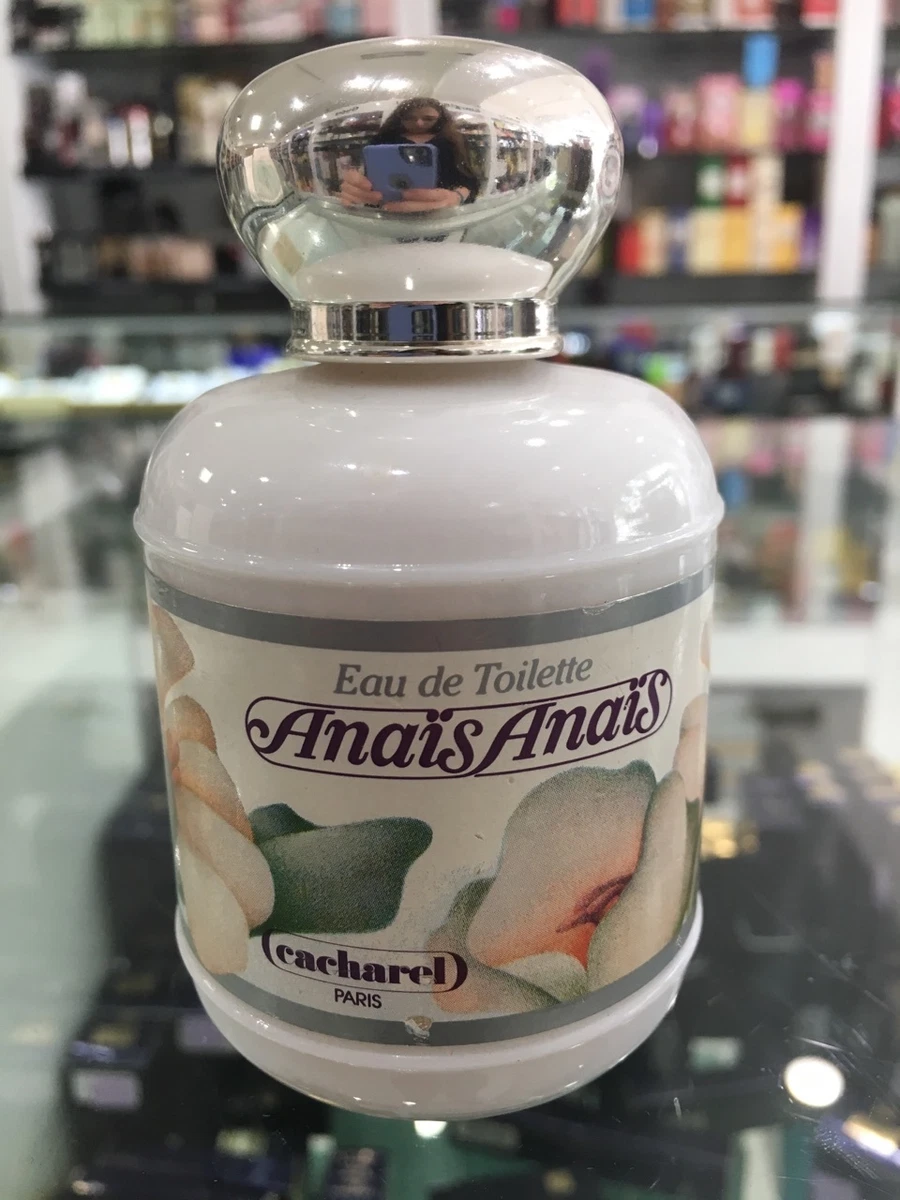 Eau de Toilette
Anaïs Anaïs
cacharel
PARIS